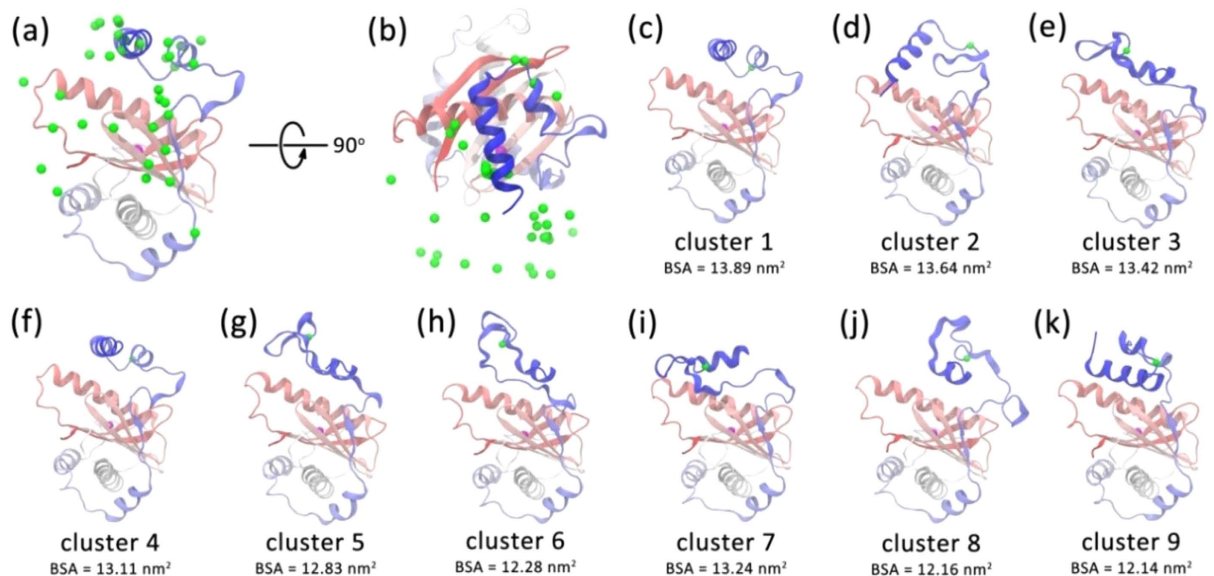 (a)
(b)
90°
(c)
cluster 1
BSA = 13.89 nm²
(d)
cluster 2
BSA = 13.64 nm²
(e)
cluster 3
BSA = 13.42 nm²
(f)
cluster 4
BSA = 13.11 nm²
(g)
cluster 5
BSA = 12.83 nm²
(h)
cluster 6
BSA = 12.28 nm²
(i)
cluster 7
BSA = 13.24 nm²
(j)
cluster 8
BSA = 12.16 nm²
(k)
cluster 9
BSA = 12.14 nm²